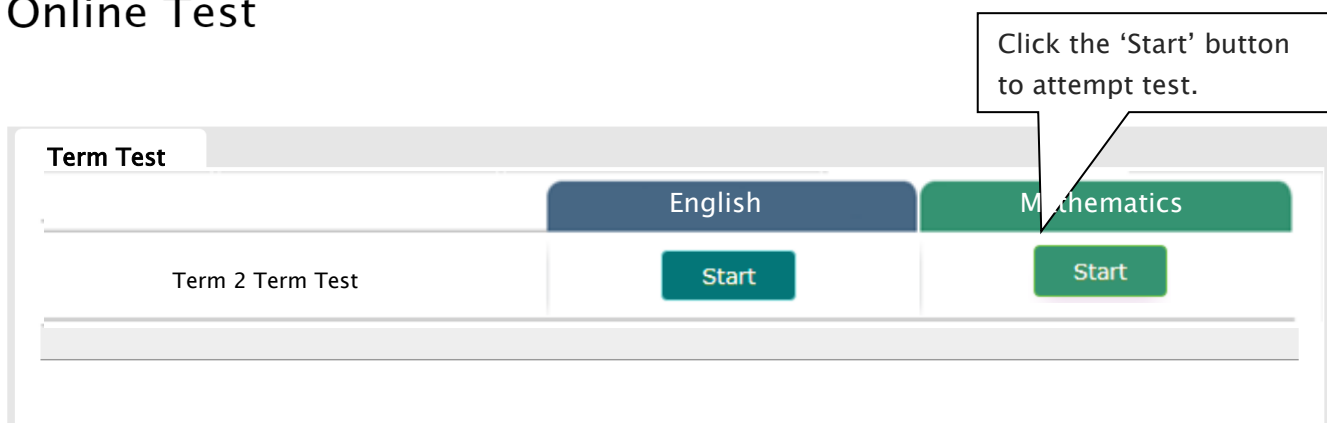 Online Test
Click the ‘Start’ button
to attempt test.
Term Test
English
Mathematics
Term 2 Term Test
Start
Start